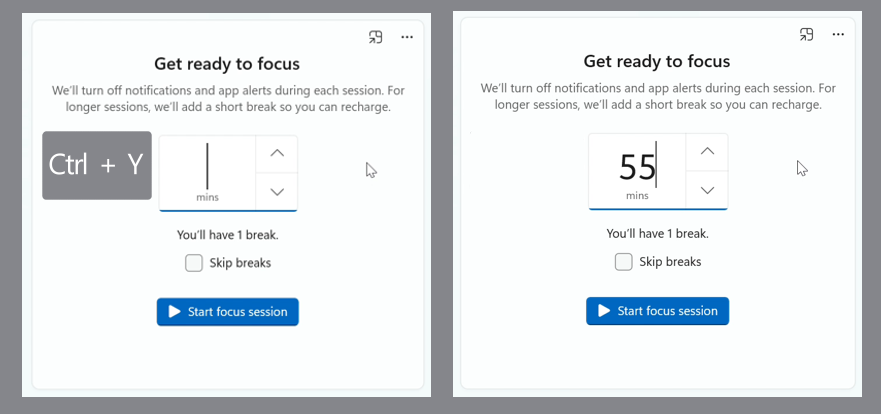 Get ready to focus
We'll turn off notifications and app alerts during each session. For
longer sessions, we'll add a short break so you can recharge.
Ctrl + Y
mins
You'll have 1 break.
Skip breaks
Start focus session
Get ready to focus
We'll turn off notifications and app alerts during each session. For
longer sessions, we'll add a short break so you can recharge.
55
mins
You'll have 1 break.
Skip breaks
Start focus session